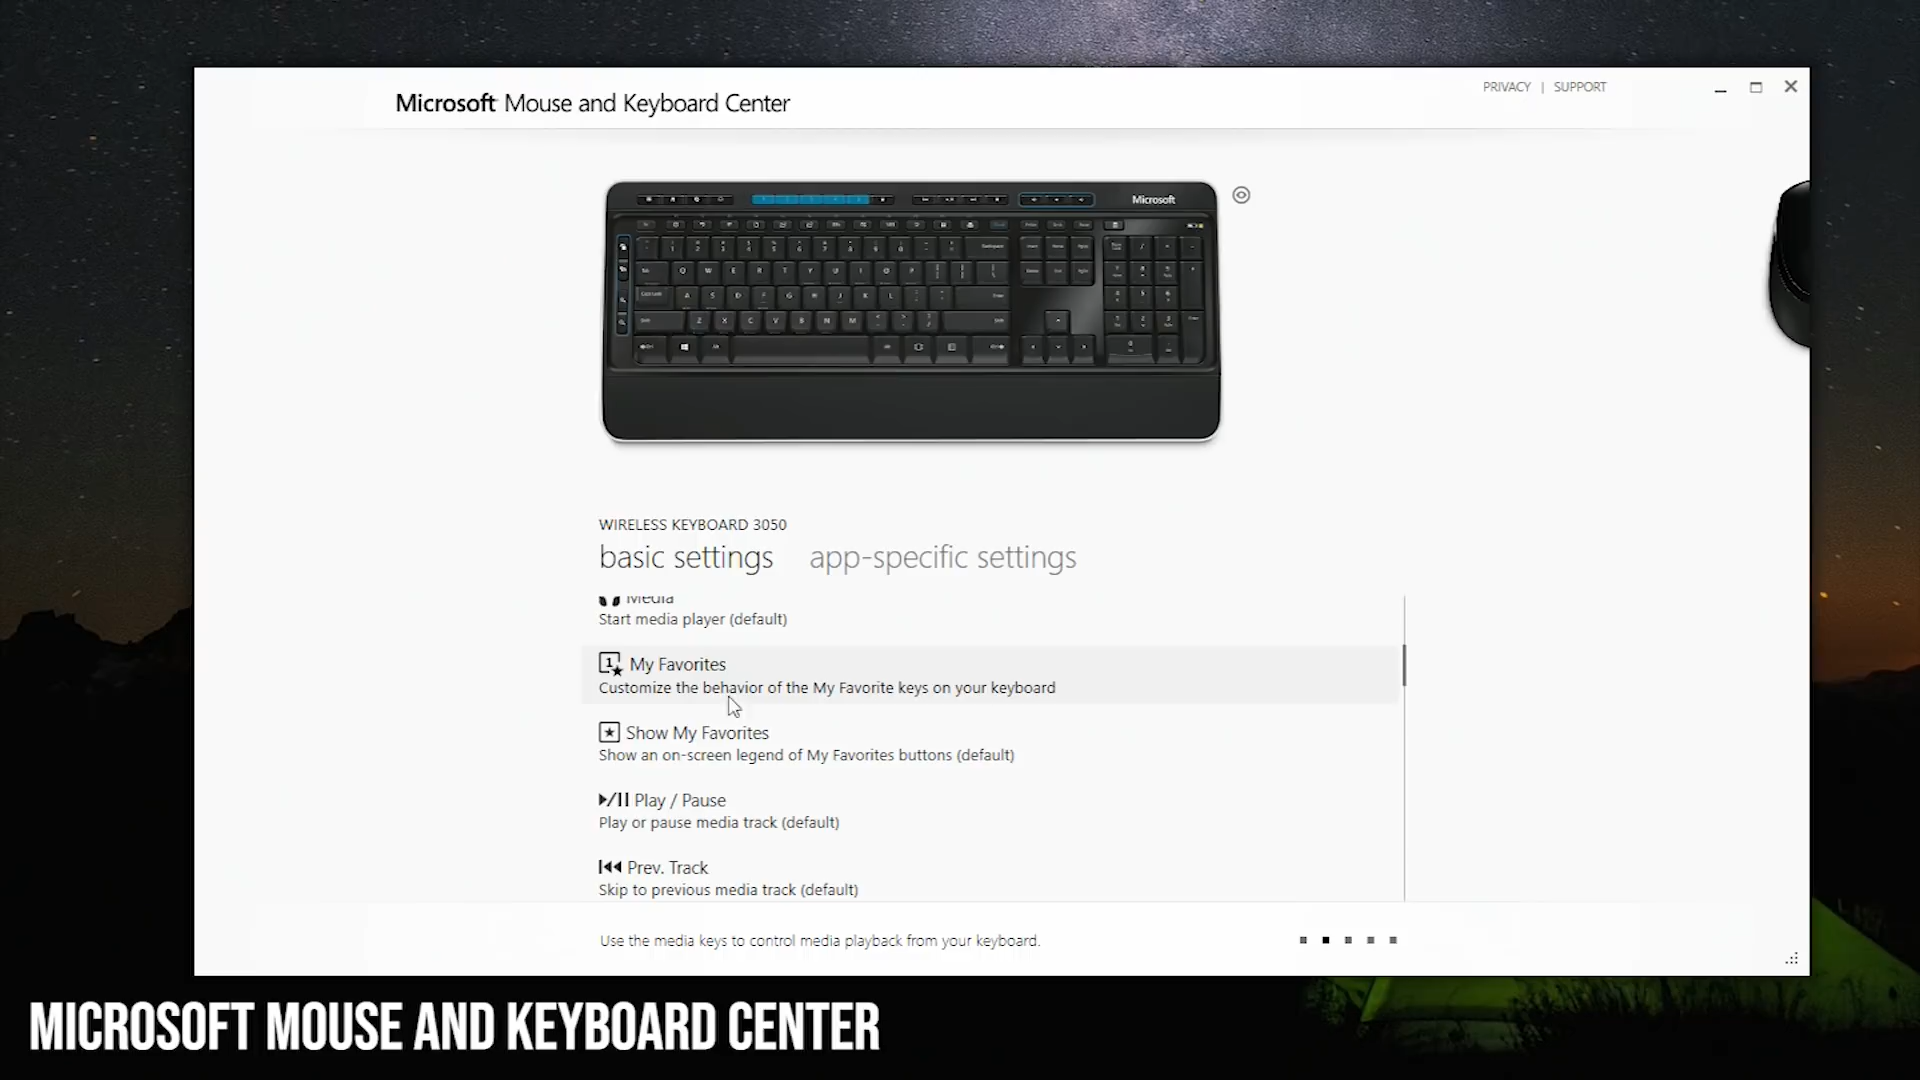 PRIVACY | SUPPORT
Microsoft Mouse and Keyboard Center
Microsoft
WIRELESS KEYBOARD 3050
basic settings app-specific settings
Media
Start media player (default)
1 My Favorites
Customize the behavior of the My Favorite keys on your keyboard
Show My Favorites
Show an on-screen legend of My Favorites buttons (default)
Play / Pause
Play or pause media track (default)
Prev. Track
Skip to previous media track (default)
Use the media keys to control media playback from your keyboard.
MICROSOFT MOUSE AND KEYBOARD CENTER